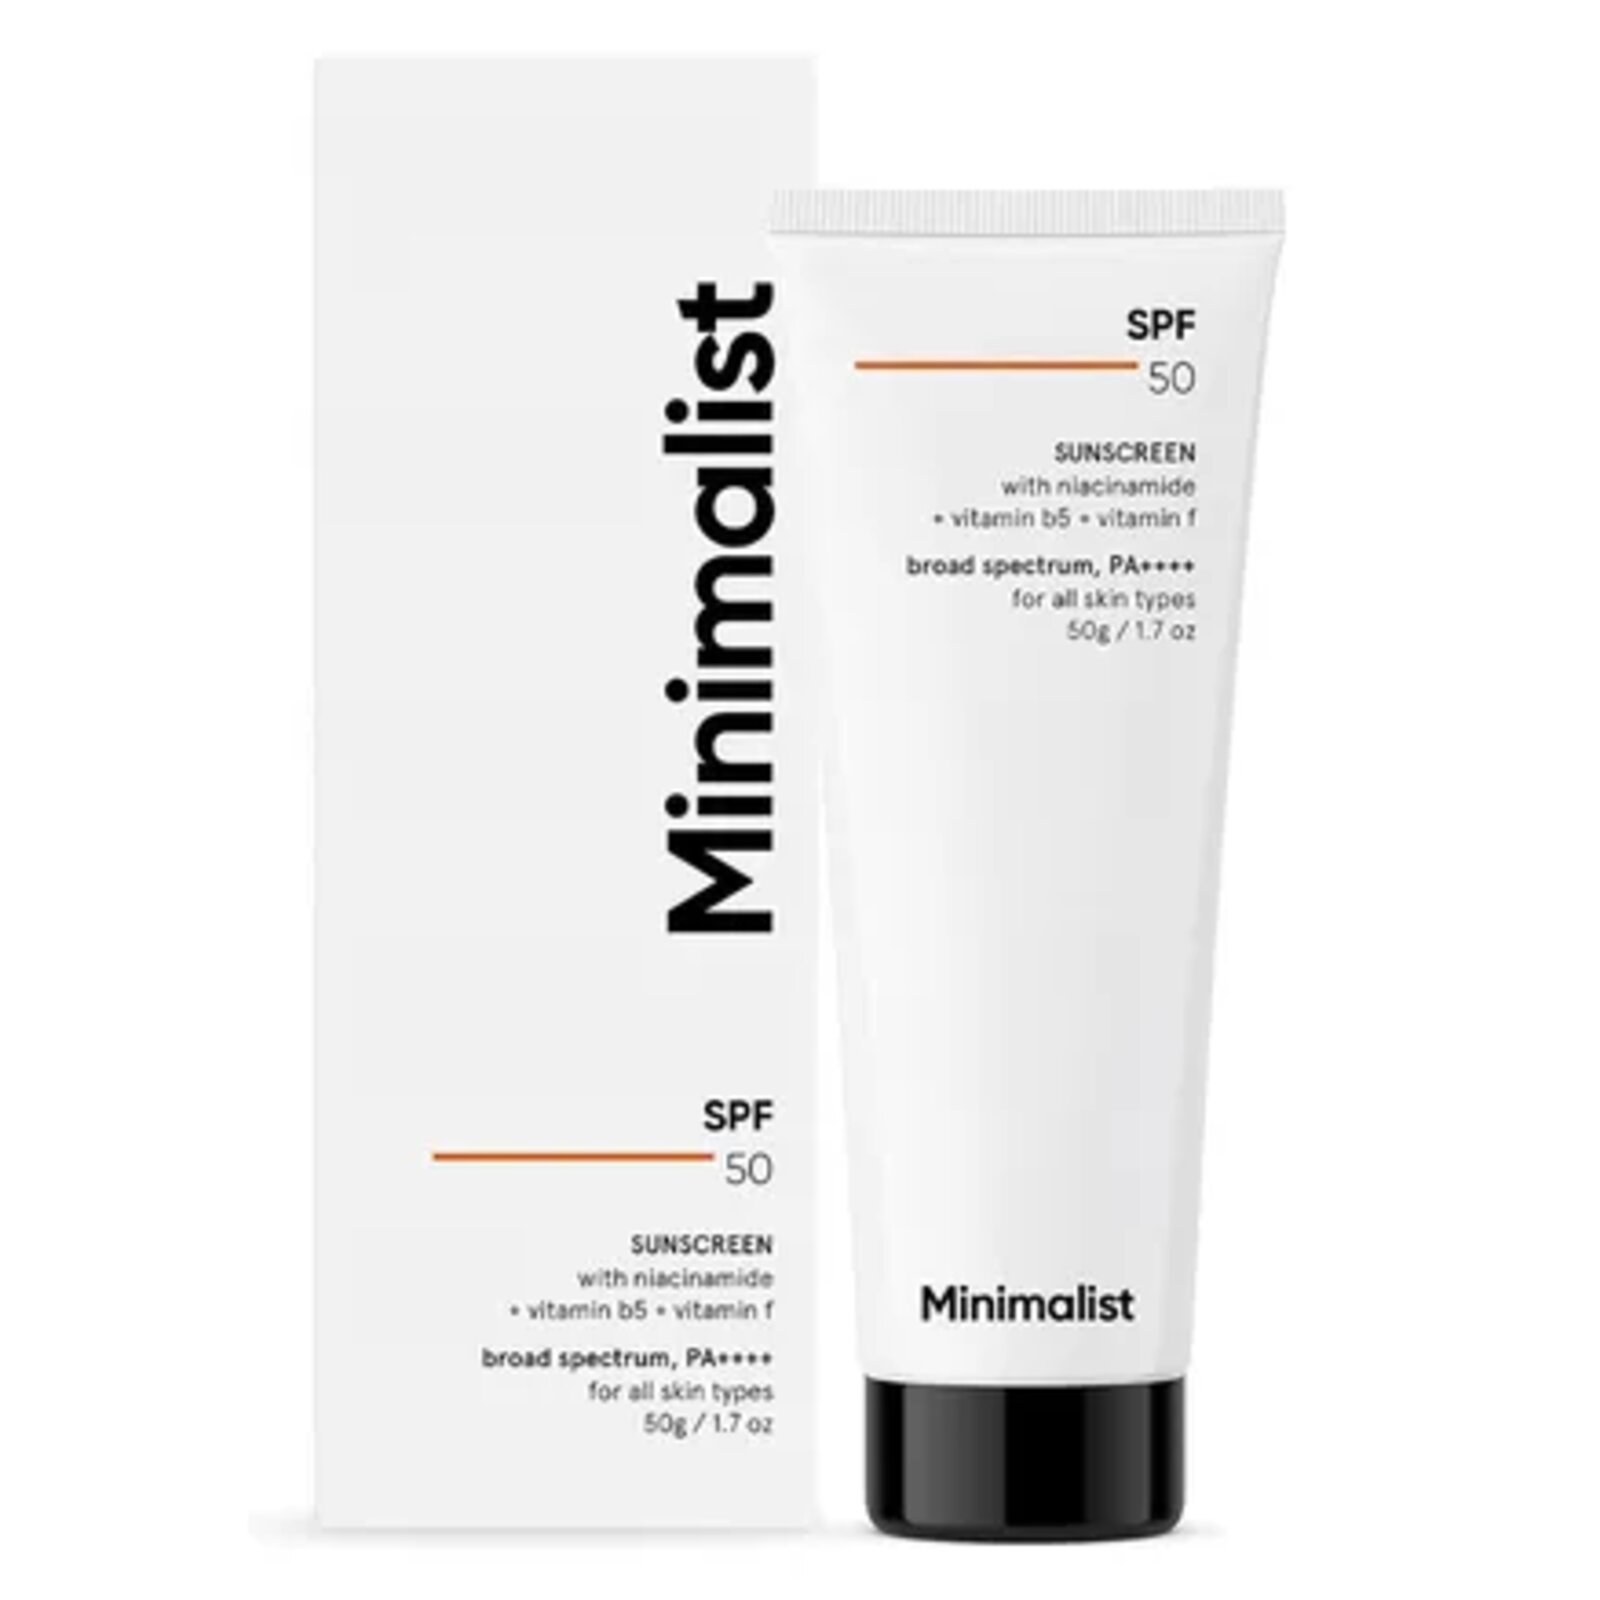 Minimalist
SPF
50
SUNSCREEN
with niacinamide
+ vitamin b5 + vitamin f
broad spectrum, PA++++
for all skin types
50g / 1.7 oz
SPF
50
SUNSCREEN
with niacinamide
+ vitamin b5 + vitamin f
broad spectrum, PA++++
for all skin types
50g / 1.7 oz
Minimalist